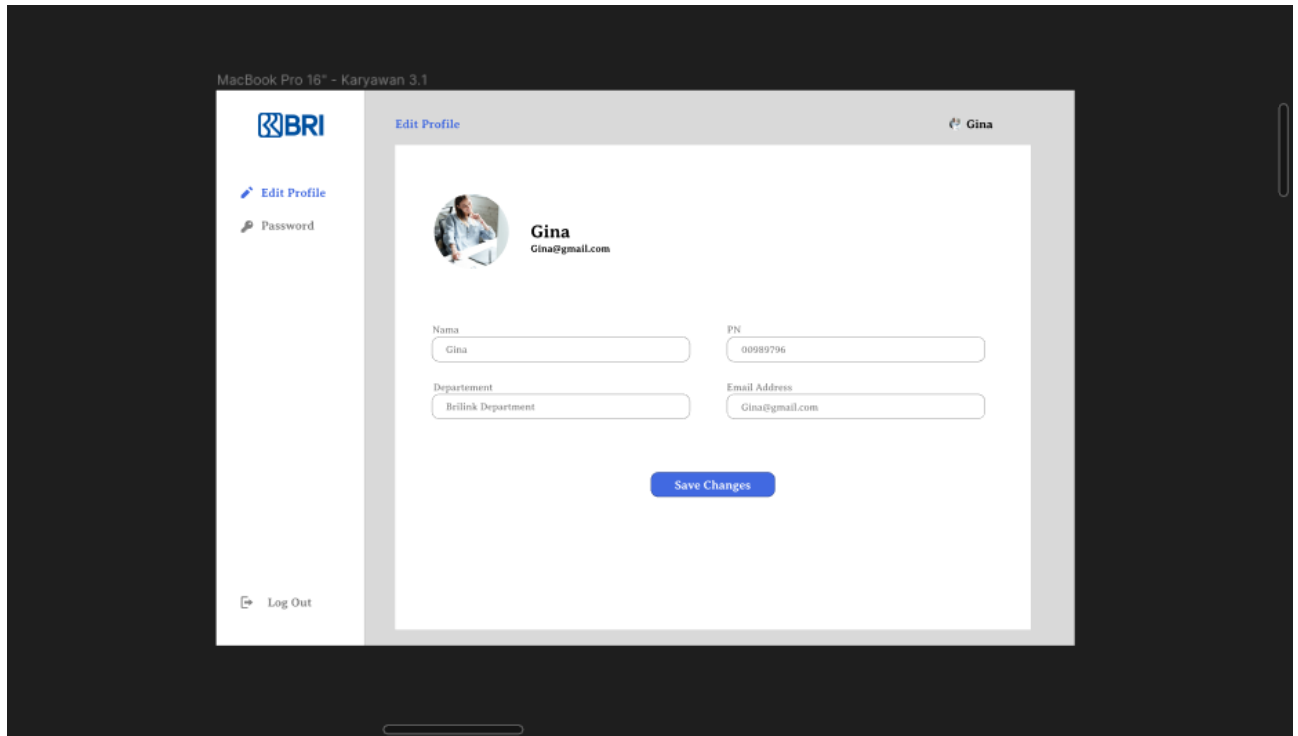 MacBook Pro 16" - Karyawan 3.1
BRI
Edit Profile
Gina
Edit Profile
Password
Gina
Gina@gmail.com
Nama
PN
Gina
00989796
Departement
Email Address
Brilink Department
Gina@gmail.com
Save Changes
Log Out